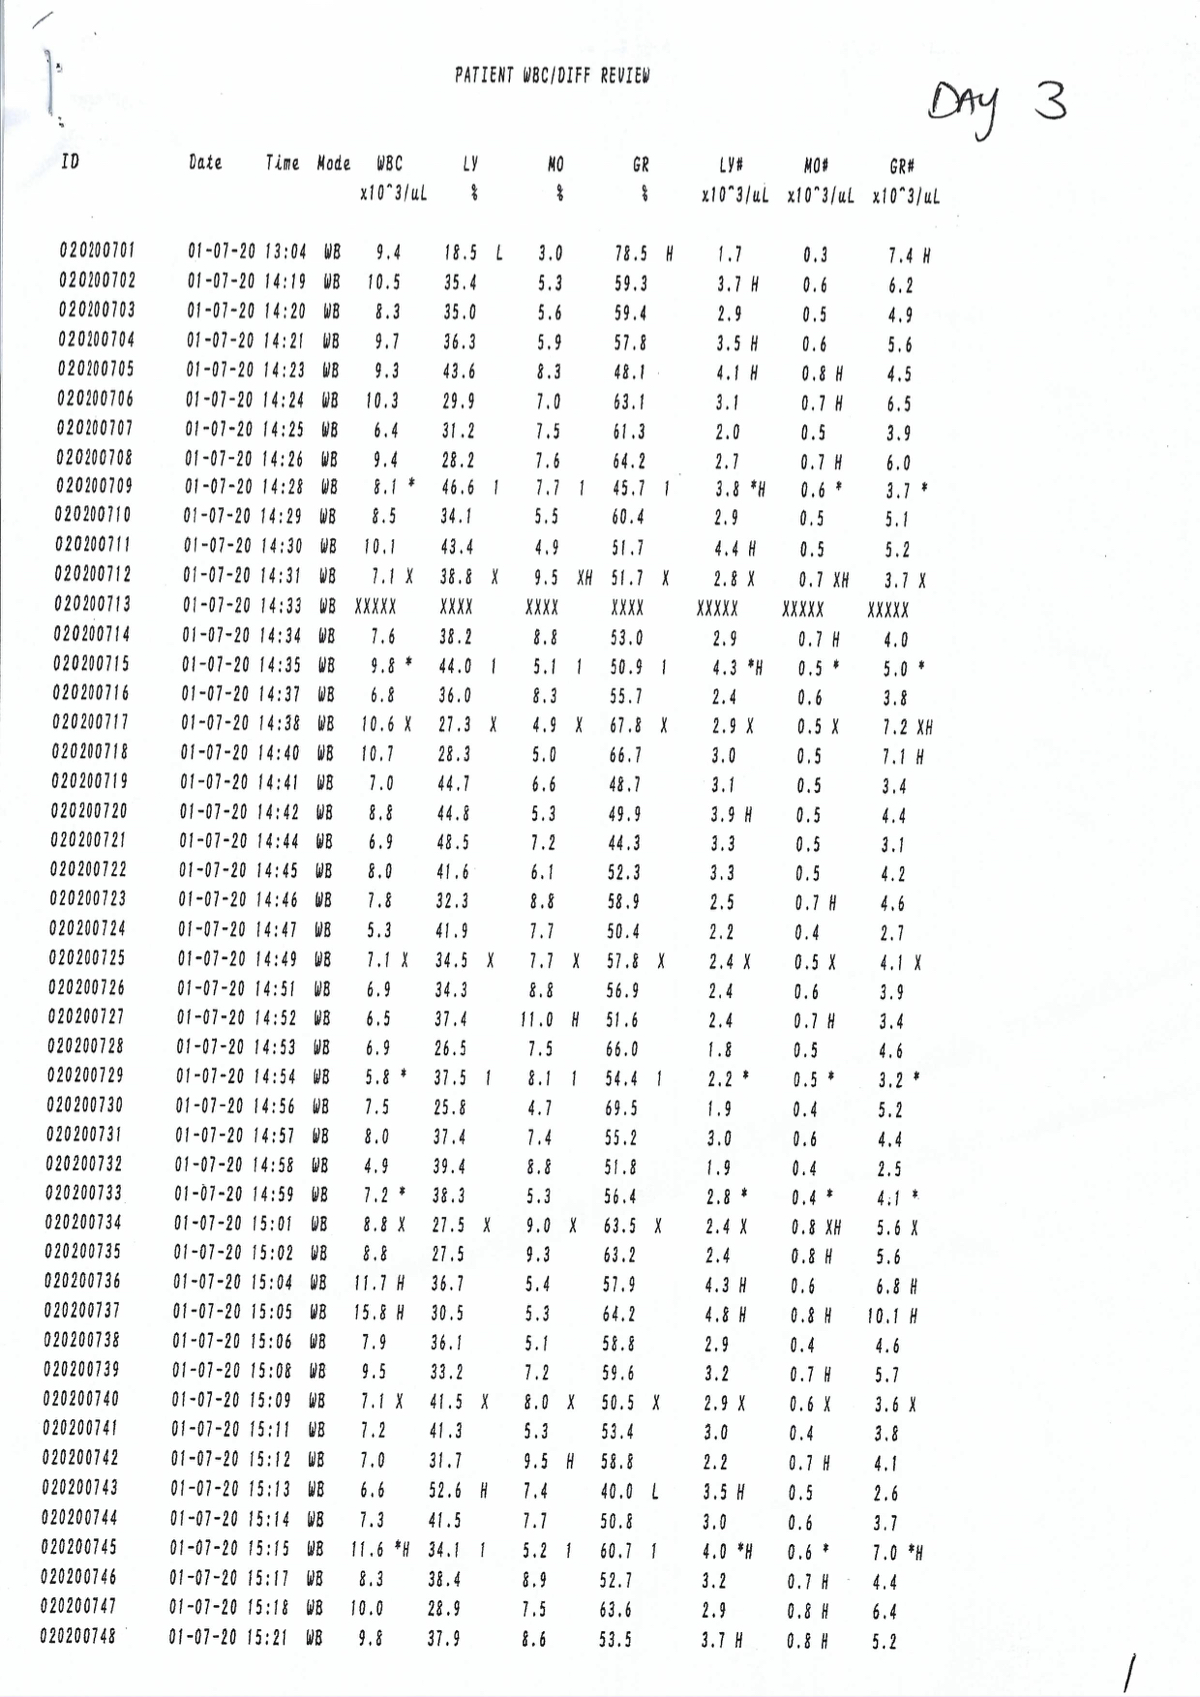 PATIENT WBC/DIFF REVIEW
DAY 3
ID Date Time Mode WBC LY MO GR LY# MO# GR#
x10^3/uL % % % x10^3/uL x10^3/uL x10^3/uL
020200701 01-07-20 13:04 WB 9.4 18.5 L 3.0 78.5 H 1.7 0.3 7.4 H
020200702 01-07-20 14:19 WB 10.5 35.4 5.3 59.3 3.7 H 0.6 6.2
020200703 01-07-20 14:20 WB 8.3 35.0 5.6 59.4 2.9 0.5 4.9
020200704 01-07-20 14:21 WB 9.7 36.3 5.9 57.8 3.5 H 0.6 5.6
020200705 01-07-20 14:23 WB 9.3 43.6 8.3 48.1 4.1 H 0.8 H 4.5
020200706 01-07-20 14:24 WB 10.3 29.9 7.0 63.1 3.1 0.7 H 6.5
020200707 01-07-20 14:25 WB 6.4 31.2 7.5 61.3 2.0 0.5 3.9
020200708 01-07-20 14:26 WB 9.4 28.2 7.6 64.2 2.7 0.7 H 6.0
020200709 01-07-20 14:28 WB 8.1 * 46.6 1 7.7 1 45.7 1 3.8 *H 0.6 * 3.7 *
020200710 01-07-20 14:29 WB 8.5 34.1 5.5 60.4 2.9 0.5 5.1
020200711 01-07-20 14:30 WB 10.1 43.4 4.9 51.7 4.4 H 0.5 5.2
020200712 01-07-20 14:31 WB 7.1 X 38.8 X 9.5 XH 51.7 X 2.8 X 0.7 XH 3.7 X
020200713 01-07-20 14:33 WB XXXXX XXXX XXXX XXXX XXXXX XXXXX XXXXX
020200714 01-07-20 14:34 WB 7.6 38.2 8.8 53.0 2.9 0.7 H 4.0
020200715 01-07-20 14:35 WB 9.8 * 44.0 1 5.1 1 50.9 1 4.3 *H 0.5 * 5.0 *
020200716 01-07-20 14:37 WB 6.8 36.0 8.3 55.7 2.4 0.6 3.8
020200717 01-07-20 14:38 WB 10.6 X 27.3 X 4.9 X 67.8 X 2.9 X 0.5 X 7.2 XH
020200718 01-07-20 14:40 WB 10.7 28.3 5.0 66.7 3.0 0.5 7.1 H
020200719 01-07-20 14:41 WB 7.0 44.7 6.6 48.7 3.1 0.5 3.4
020200720 01-07-20 14:42 WB 8.8 44.8 5.3 49.9 3.9 H 0.5 4.4
020200721 01-07-20 14:44 WB 6.9 48.5 7.2 44.3 3.3 0.5 3.1
020200722 01-07-20 14:45 WB 8.0 41.6 6.1 52.3 3.3 0.5 4.2
020200723 01-07-20 14:46 WB 7.8 32.3 8.8 58.9 2.5 0.7 H 4.6
020200724 01-07-20 14:47 WB 5.3 41.9 7.7 50.4 2.2 0.4 2.7
020200725 01-07-20 14:49 WB 7.1 X 34.5 X 7.7 X 57.8 X 2.4 X 0.5 X 4.1 X
020200726 01-07-20 14:51 WB 6.9 34.3 8.8 56.9 2.4 0.6 3.9
020200727 01-07-20 14:52 WB 6.5 37.4 11.0 H 51.6 2.4 0.7 H 3.4
020200728 01-07-20 14:53 WB 6.9 26.5 7.5 66.0 1.8 0.5 4.6
020200729 01-07-20 14:54 WB 5.8 * 37.5 1 8.1 1 54.4 1 2.2 * 0.5 * 3.2 *
020200730 01-07-20 14:56 WB 7.5 25.8 4.7 69.5 1.9 0.4 5.2
020200731 01-07-20 14:57 WB 8.0 37.4 7.4 55.2 3.0 0.6 4.4
020200732 01-07-20 14:58 WB 4.9 39.4 8.8 51.8 1.9 0.4 2.5
020200733 01-07-20 14:59 WB 7.2 * 38.3 5.3 56.4 2.8 * 0.4 * 4.1 *
020200734 01-07-20 15:01 WB 8.8 X 27.5 X 9.0 X 63.5 X 2.4 X 0.8 XH 5.6 X
020200735 01-07-20 15:02 WB 8.8 27.5 9.3 63.2 2.4 0.8 H 5.6
020200736 01-07-20 15:04 WB 11.7 H 36.7 5.4 57.9 4.3 H 0.6 6.8 H
020200737 01-07-20 15:05 WB 15.8 H 30.5 5.3 64.2 4.8 H 0.8 H 10.1 H
020200738 01-07-20 15:06 WB 7.9 36.1 5.1 58.8 2.9 0.4 4.6
020200739 01-07-20 15:08 WB 9.5 33.2 7.2 59.6 3.2 0.7 H 5.7
020200740 01-07-20 15:09 WB 7.1 X 41.5 X 8.0 X 50.5 X 2.9 X 0.6 X 3.6 X
020200741 01-07-20 15:11 WB 7.2 41.3 5.3 53.4 3.0 0.4 3.8
020200742 01-07-20 15:12 WB 7.0 31.7 9.5 H 58.8 2.2 0.7 H 4.1
020200743 01-07-20 15:13 WB 6.6 52.6 H 7.4 40.0 L 3.5 H 0.5 2.6
020200744 01-07-20 15:14 WB 7.3 41.5 7.7 50.8 3.0 0.6 3.7
020200745 01-07-20 15:15 WB 11.6 *H 34.1 1 5.2 1 60.7 1 4.0 *H 0.6 * 7.0 *H
020200746 01-07-20 15:17 WB 8.3 38.4 8.9 52.7 3.2 0.7 H 4.4
020200747 01-07-20 15:18 WB 10.0 28.9 7.5 63.6 2.9 0.8 H 6.4
020200748 01-07-20 15:21 WB 9.8 37.9 8.6 53.5 3.7 H 0.8 H 5.2
1